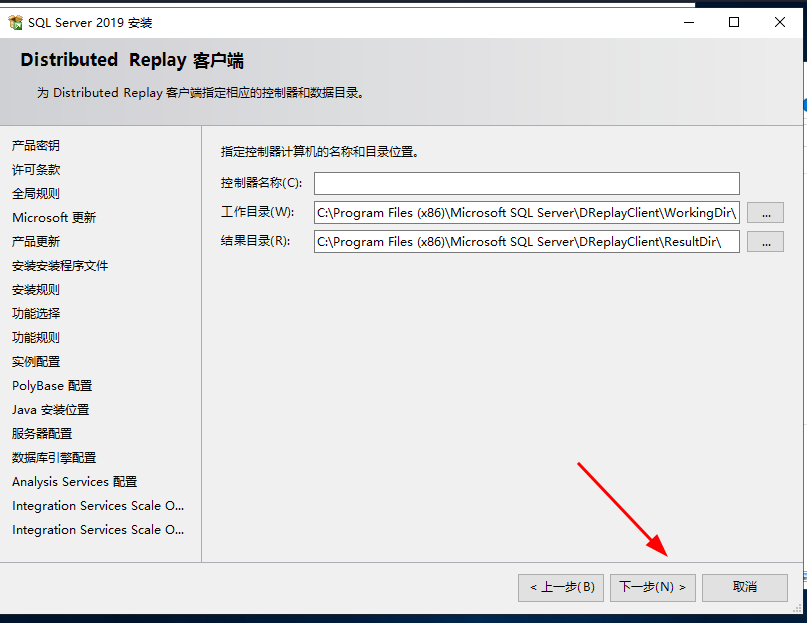 SQL Server 2019 安装
Distributed Replay 客户端
为 Distributed Replay 客户端指定相应的控制器和数据目录。
产品密钥
许可条款
全局规则
Microsoft 更新
产品更新
安装安装程序文件
安装规则
功能选择
功能规则
实例配置
PolyBase 配置
Java 安装位置
服务器配置
数据库引擎配置
Analysis Services 配置
Integration Services Scale O...
Integration Services Scale O...
指定控制器计算机的名称和目录位置。
控制器名称(C):
工作目录(W): C:\Program Files (x86)\Microsoft SQL Server\DReplayClient\WorkingDir\ ...
结果目录(R): C:\Program Files (x86)\Microsoft SQL Server\DReplayClient\ResultDir\ ...
< 上一步(B) 下一步(N) > 取消